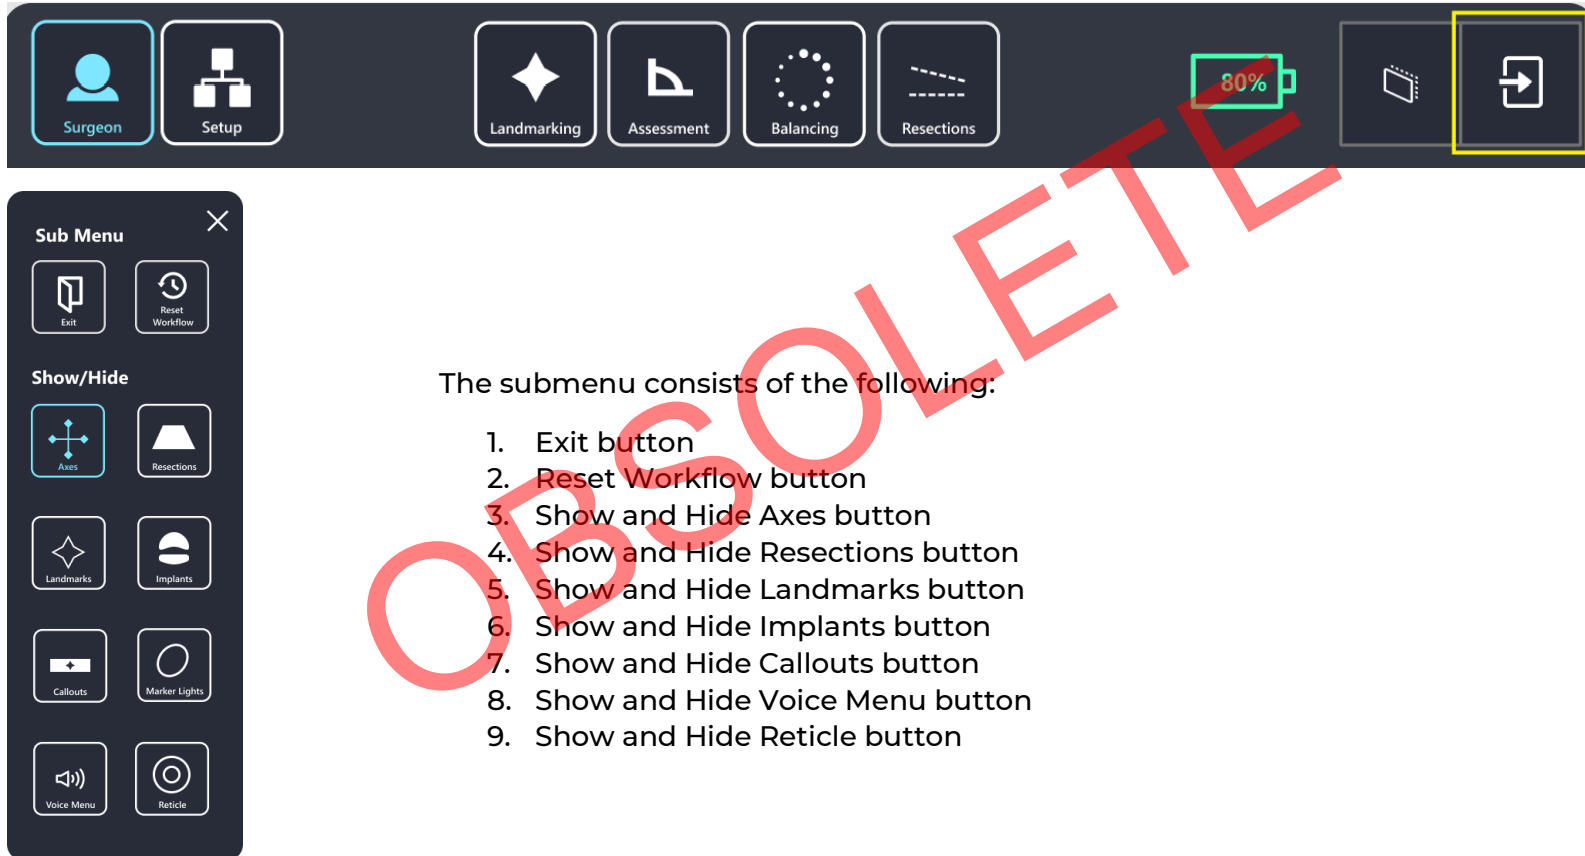 Surgeon
Setup
Landmarking
Assessment
Balancing
Resections
80%
Sub Menu
Exit
Reset
Workflow
Show/Hide
Axes
Resections
Landmarks
Implants
Callouts
Marker Lights
Voice Menu
Reticle
The submenu consists of the following:
1. Exit button
2. Reset Workflow button
3. Show and Hide Axes button
4. Show and Hide Resections button
5. Show and Hide Landmarks button
6. Show and Hide Implants button
7. Show and Hide Callouts button
8. Show and Hide Voice Menu button
9. Show and Hide Reticle button
OBSOLETE